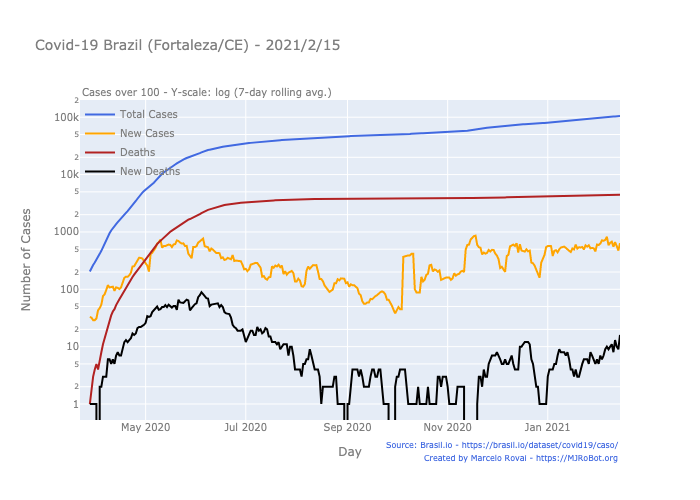 Covid-19 Brazil (Fortaleza/CE) - 2021/2/15
Cases over 100 - Y-scale: log (7-day rolling avg.)
2
100k
5
2
10k
5
2
1000
5
2
100
5
2
10
5
2
1
Total Cases
New Cases
Deaths
New Deaths
Number of Cases
May 2020
Jul 2020
Sep 2020
Nov 2020
Jan 2021
Day
Source: Brasil.io - https://brasil.io/dataset/covid19/caso/
Created by Marcelo Rovai - https://MJRoBot.org